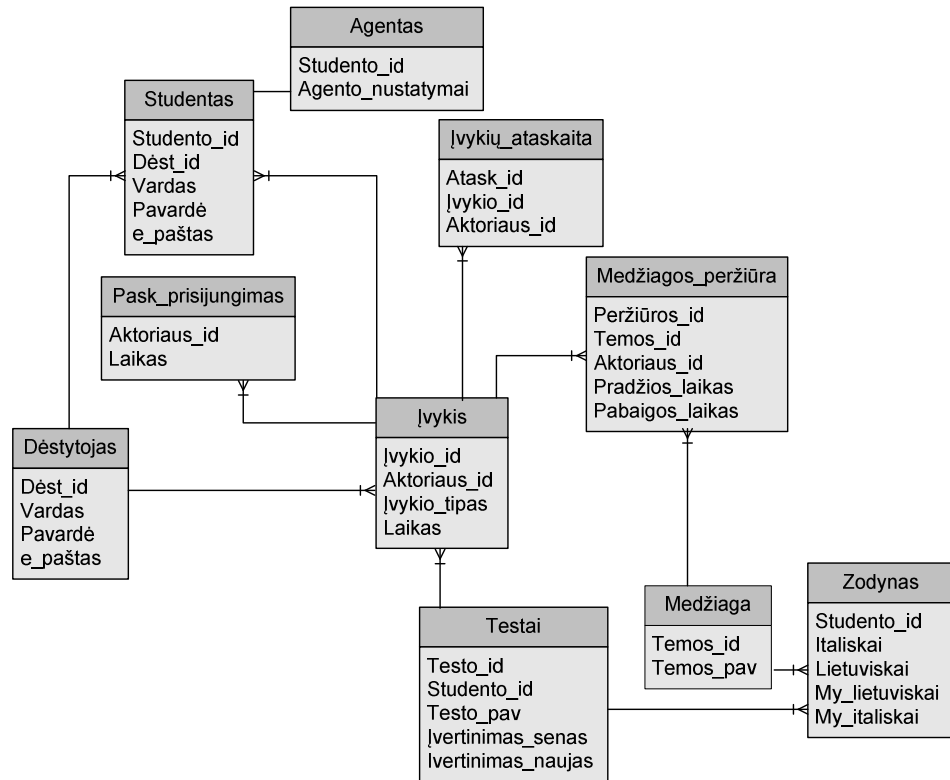 Agentas
Studento_id
Agento_nustatymai
Studentas
Studento_id
Dėst_id
Vardas
Pavardė
e_paštas
Įvykių_ataskaita
Atask_id
Įvykio_id
Aktoriaus_id
Pask_prisijungimas
Aktoriaus_id
Laikas
Medžiagos_peržiūra
Peržiūros_id
Temos_id
Aktoriaus_id
Pradžios_laikas
Pabaigos_laikas
Įvykis
Įvykio_id
Aktoriaus_id
Įvykio_tipas
Laikas
Dėstytojas
Dėst_id
Vardas
Pavardė
e_paštas
Testai
Testo_id
Studento_id
Testo_pav
Įvertinimas_senas
Ivertinimas_naujas
Medžiaga
Temos_id
Temos_pav
Zodynas
Studento_id
Italiskai
Lietuviskai
My_lietuviskai
My_italiskai